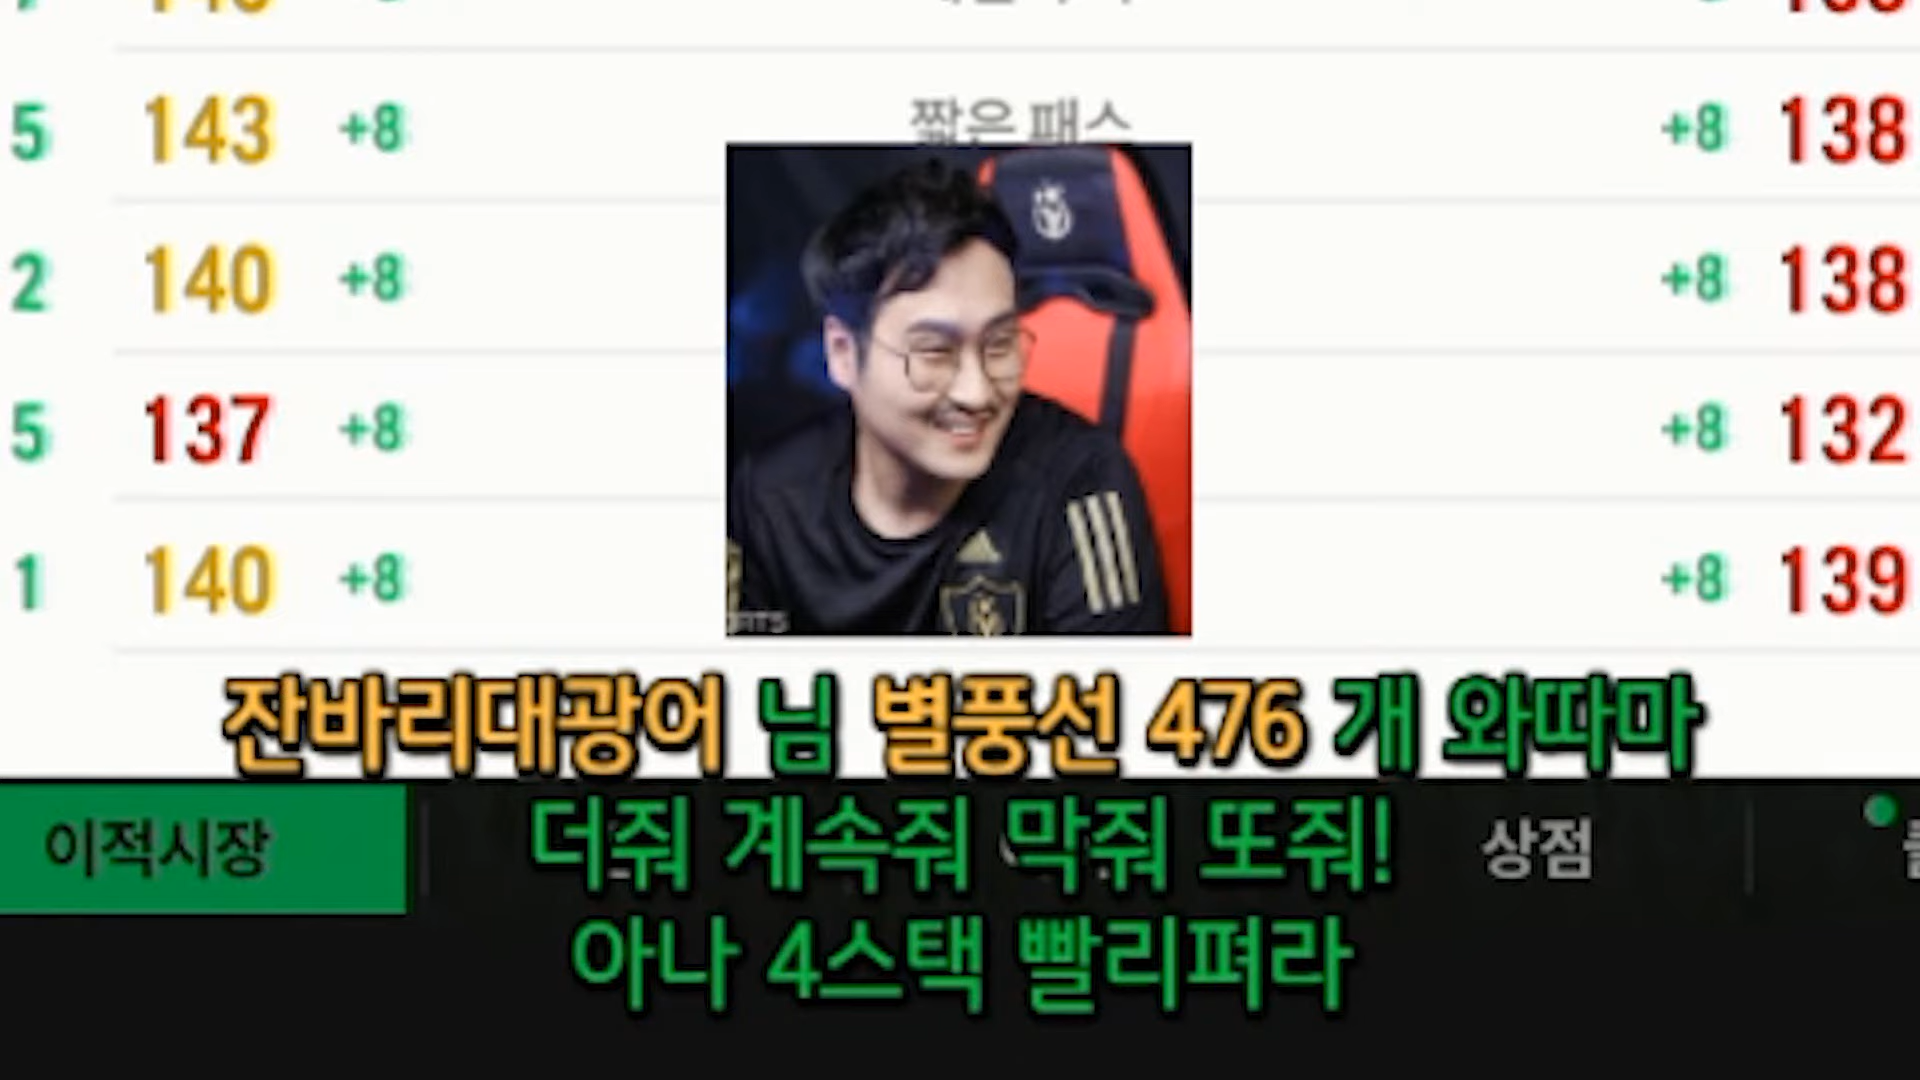 5 143 +8 짧은 패스 +8 138
2 140 +8 +8 138
5 137 +8 +8 132
1 140 +8 +8 139
잔바리대광어 님 별풍선 476 개 와따마
더줘 계속줘 막줘 또줘!
이적시장 상점
아나 4스택 빨리펴라